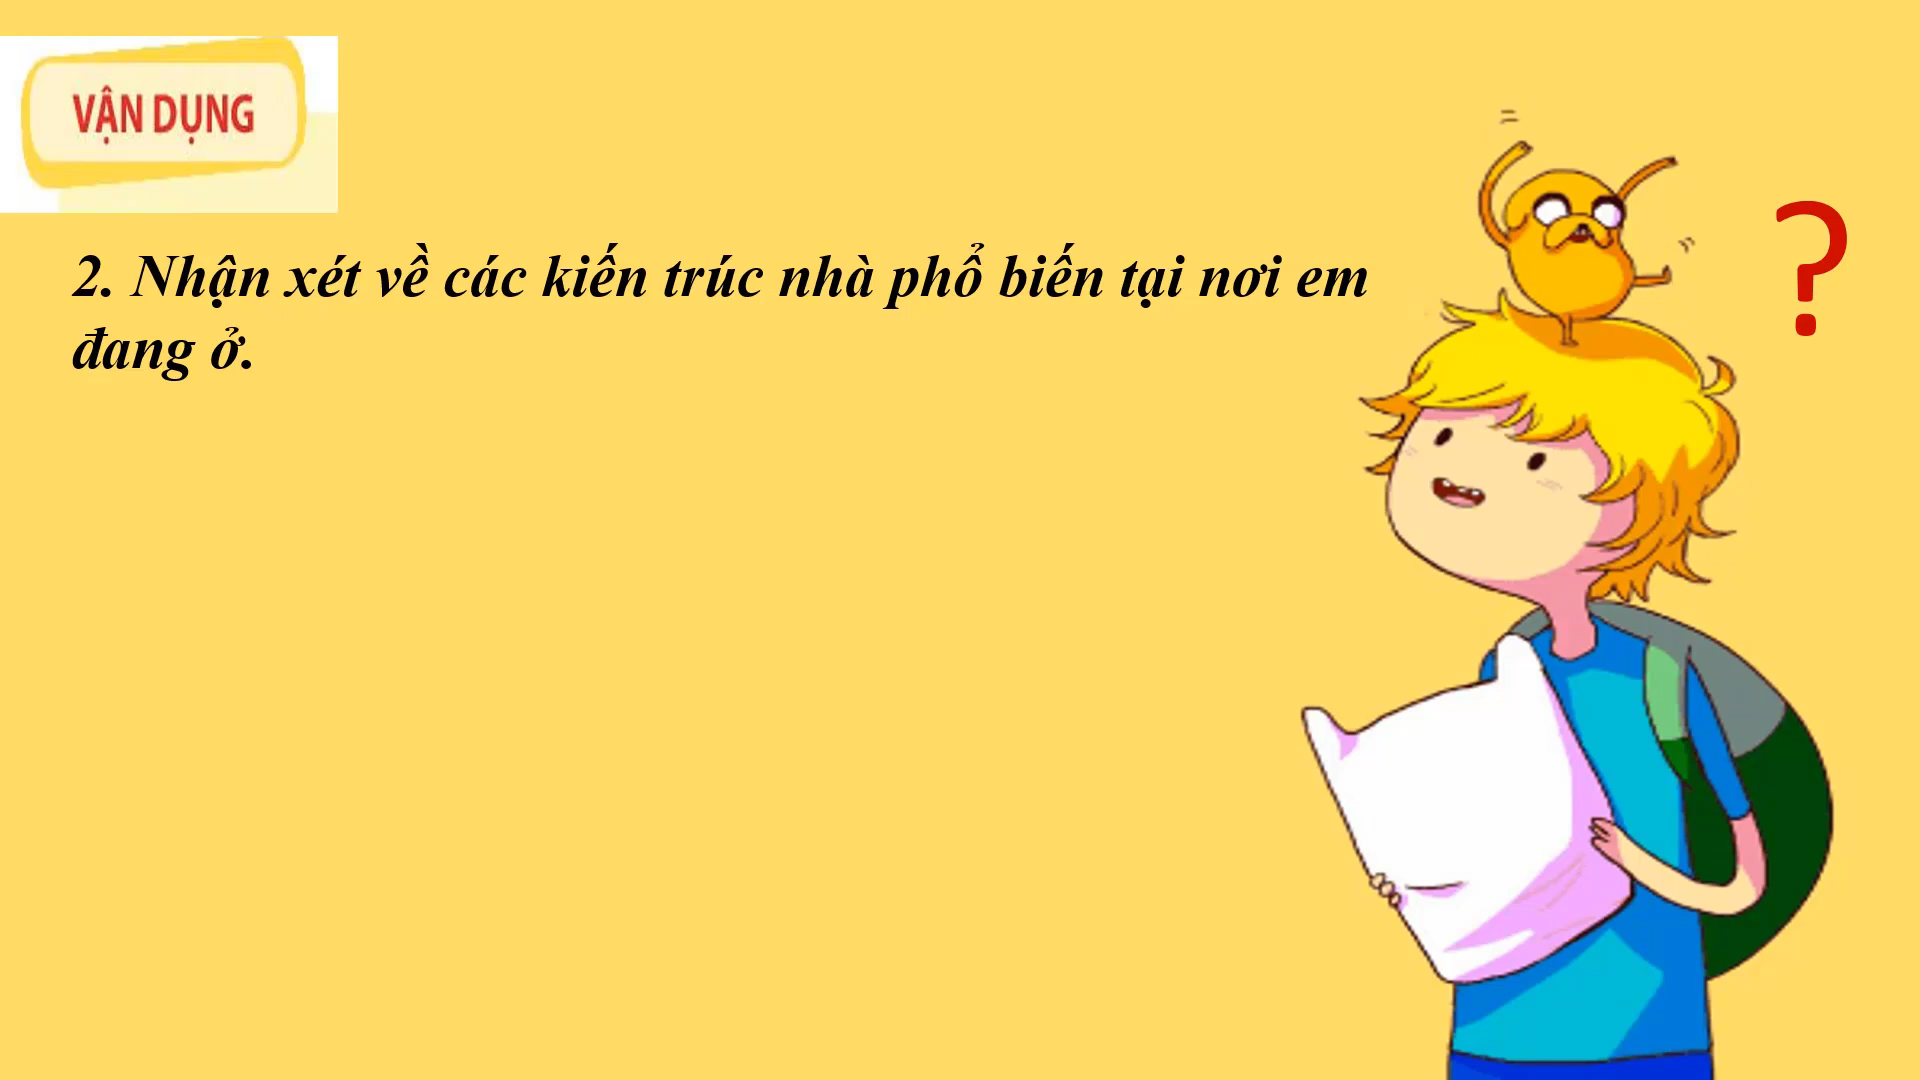 VẬN DỤNG
?
2. Nhận xét về các kiến trúc nhà phổ biến tại nơi em
đang ở.